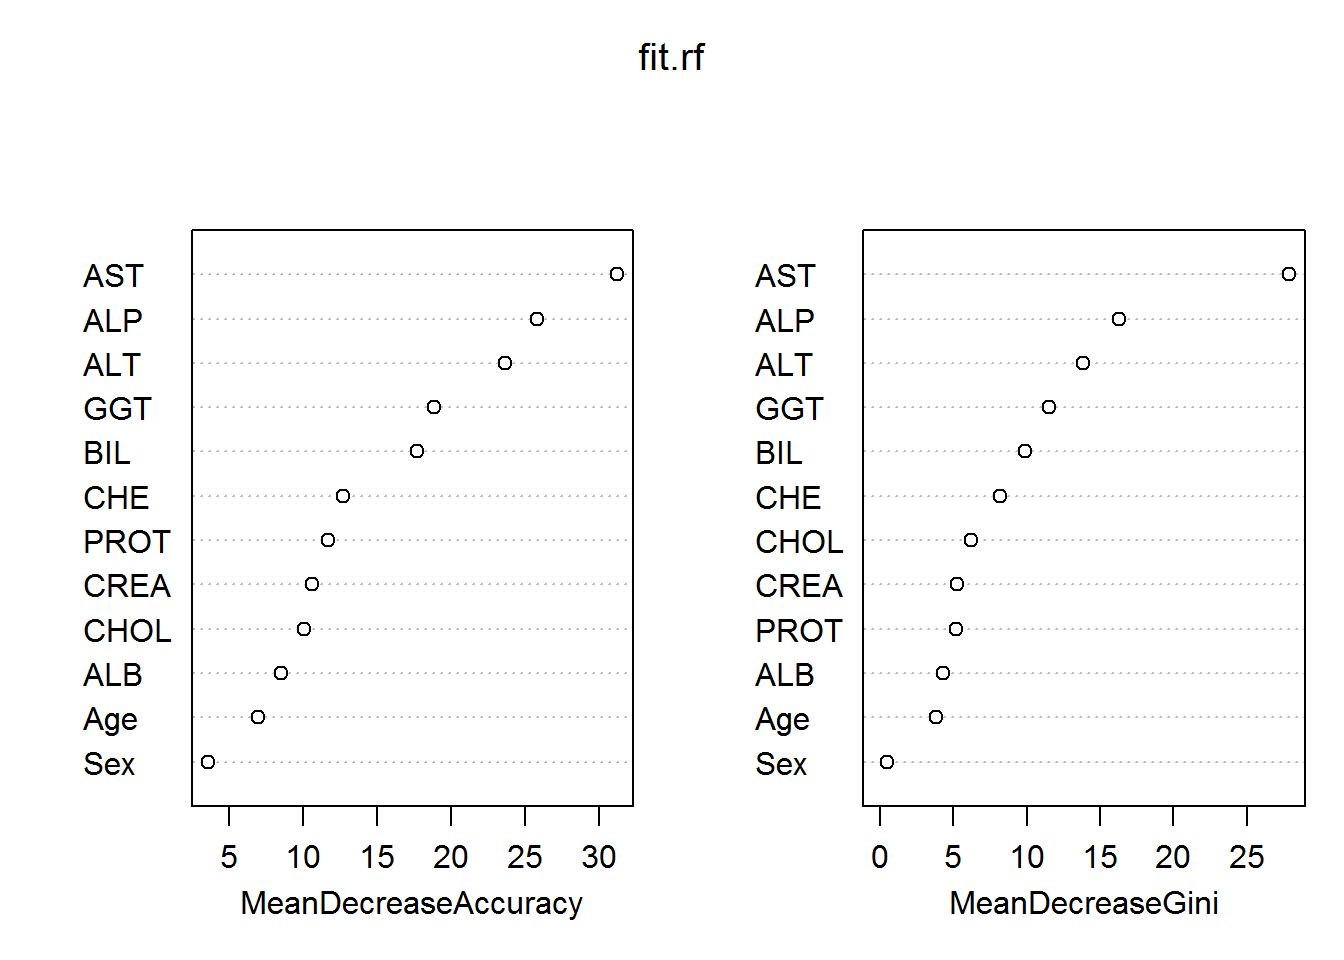 fit.rf
AST
ALP
ALT
GGT
BIL
CHE
PROT
CREA
CHOL
ALB
Age
Sex
5 10 15 20 25 30
MeanDecreaseAccuracy
AST
ALP
ALT
GGT
BIL
CHE
CHOL
CREA
PROT
ALB
Age
Sex
0 5 10 15 20 25
MeanDecreaseGini